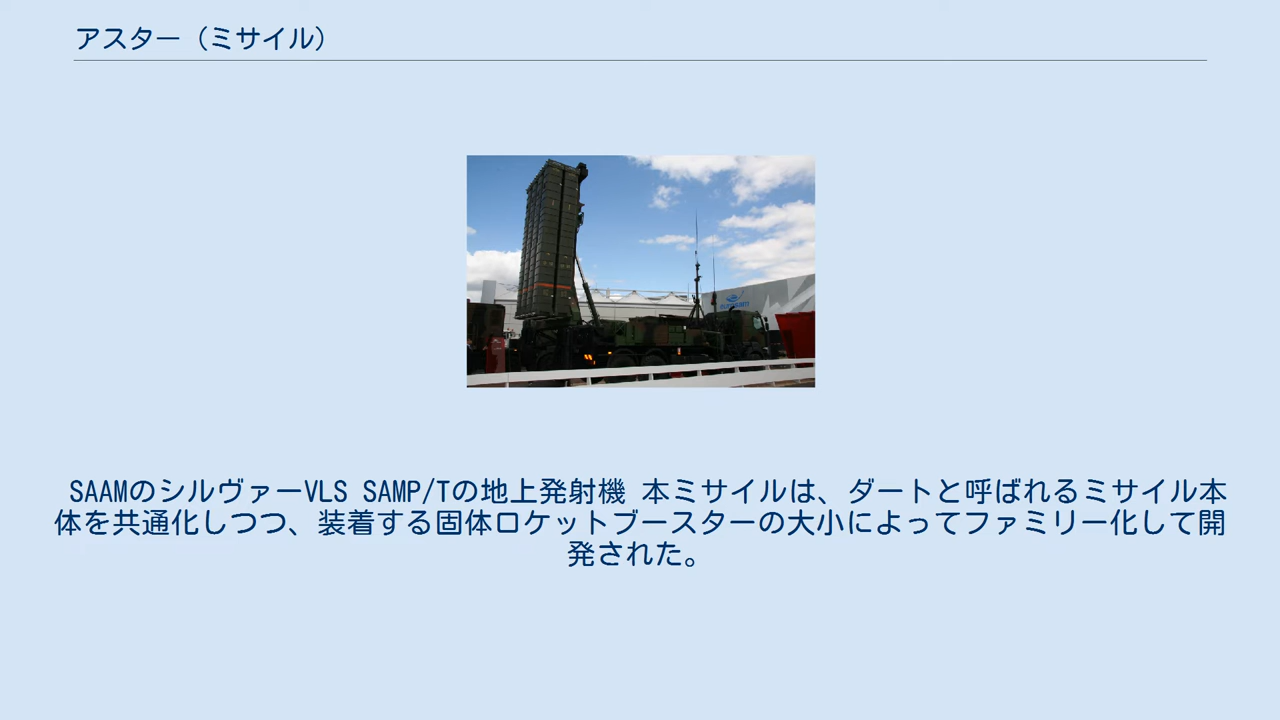 アスター（ミサイル）
SAAMのシルヴァーVLS SAMP/Tの地上発射機 本ミサイルは、ダートと呼ばれるミサイル本
体を共通化しつつ、装着する固体ロケットブースターの大小によってファミリー化して開
発された。